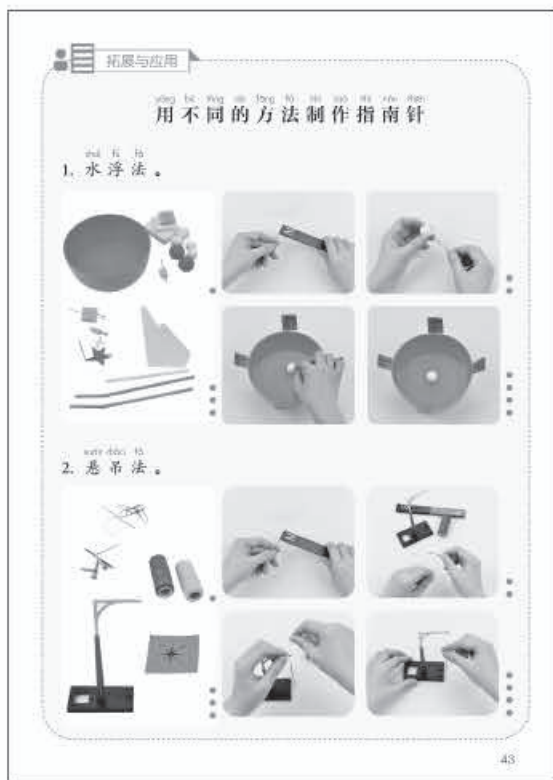 拓展与应用
yòng bù tóng de fāng fǎ zhì zuò zhǐ nán zhēn
用不同的方法制作指南针
shuǐ fú fǎ
1. 水浮法。
xuán diào fǎ
2. 悬吊法。
43